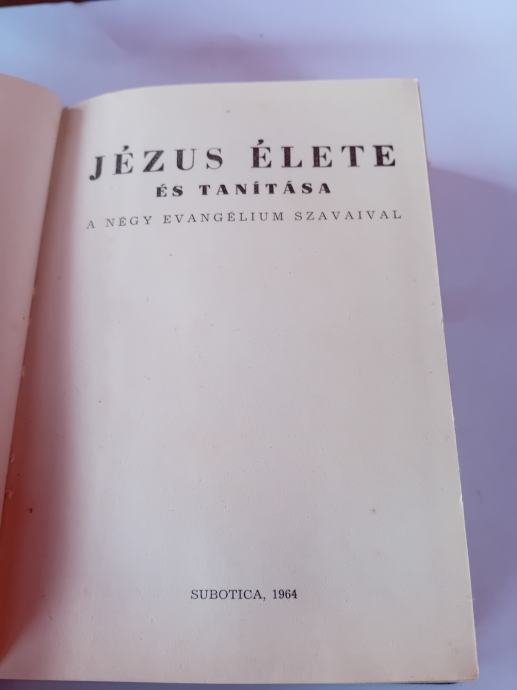 JÉZUS ÉLETE
ÉS TANÍTÁSA
A NÉGY EVANGÉLIUM SZAVAIVAL
SUBOTICA, 1964